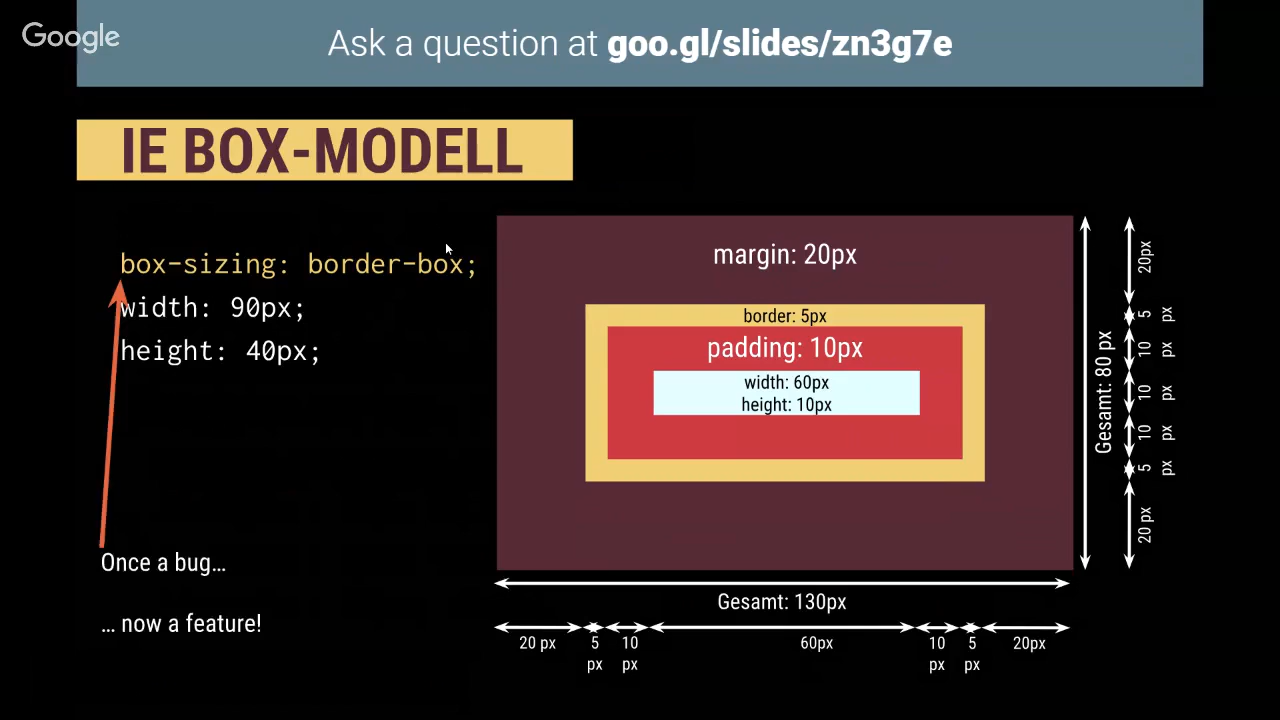 Google
Ask a question at goo.gl/slides/zn3g7e
IE BOX-MODELL
box-sizing: border-box;
width: 90px;
height: 40px;
Once a bug…
… now a feature!
margin: 20px
border: 5px
padding: 10px
width: 60px
height: 10px
Gesamt: 80 px
20px
5 px
10 px
10 px
10 px
5 px
20 px
Gesamt: 130px
20 px
5 px
10 px
60px
10 px
5 px
20px